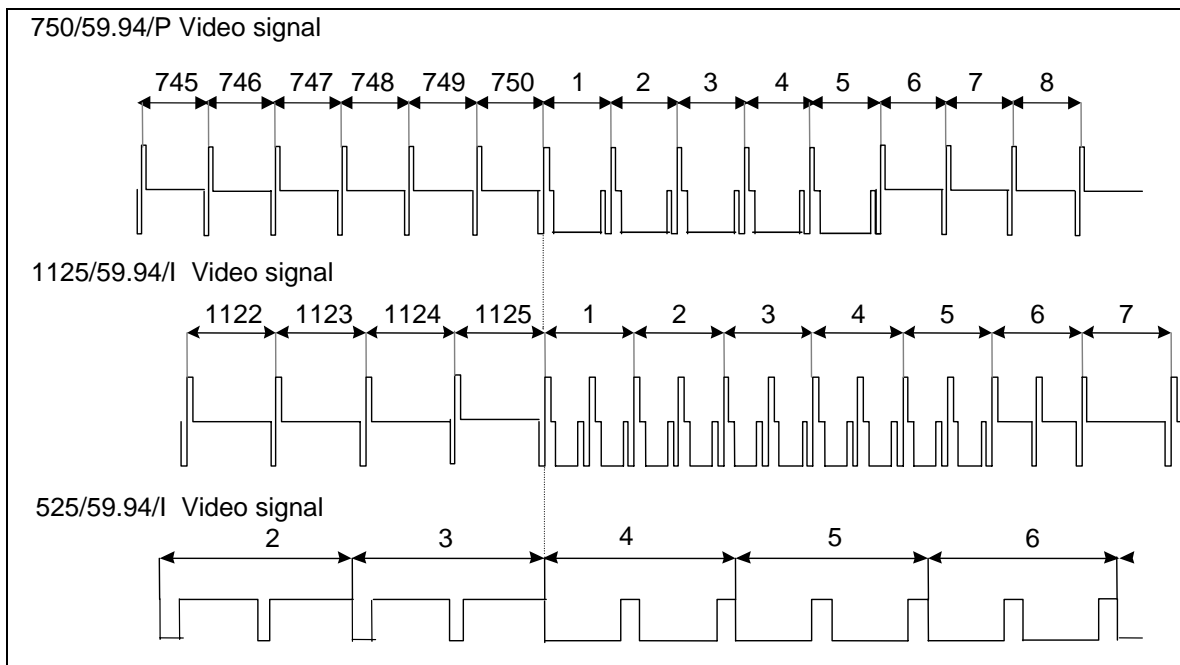 750/59.94/P Video signal
745 746 747 748 749 750 1 2 3 4 5 6 7 8
1125/59.94/I Video signal
1122 1123 1124 1125 1 2 3 4 5 6 7
525/59.94/I Video signal
2 3 4 5 6